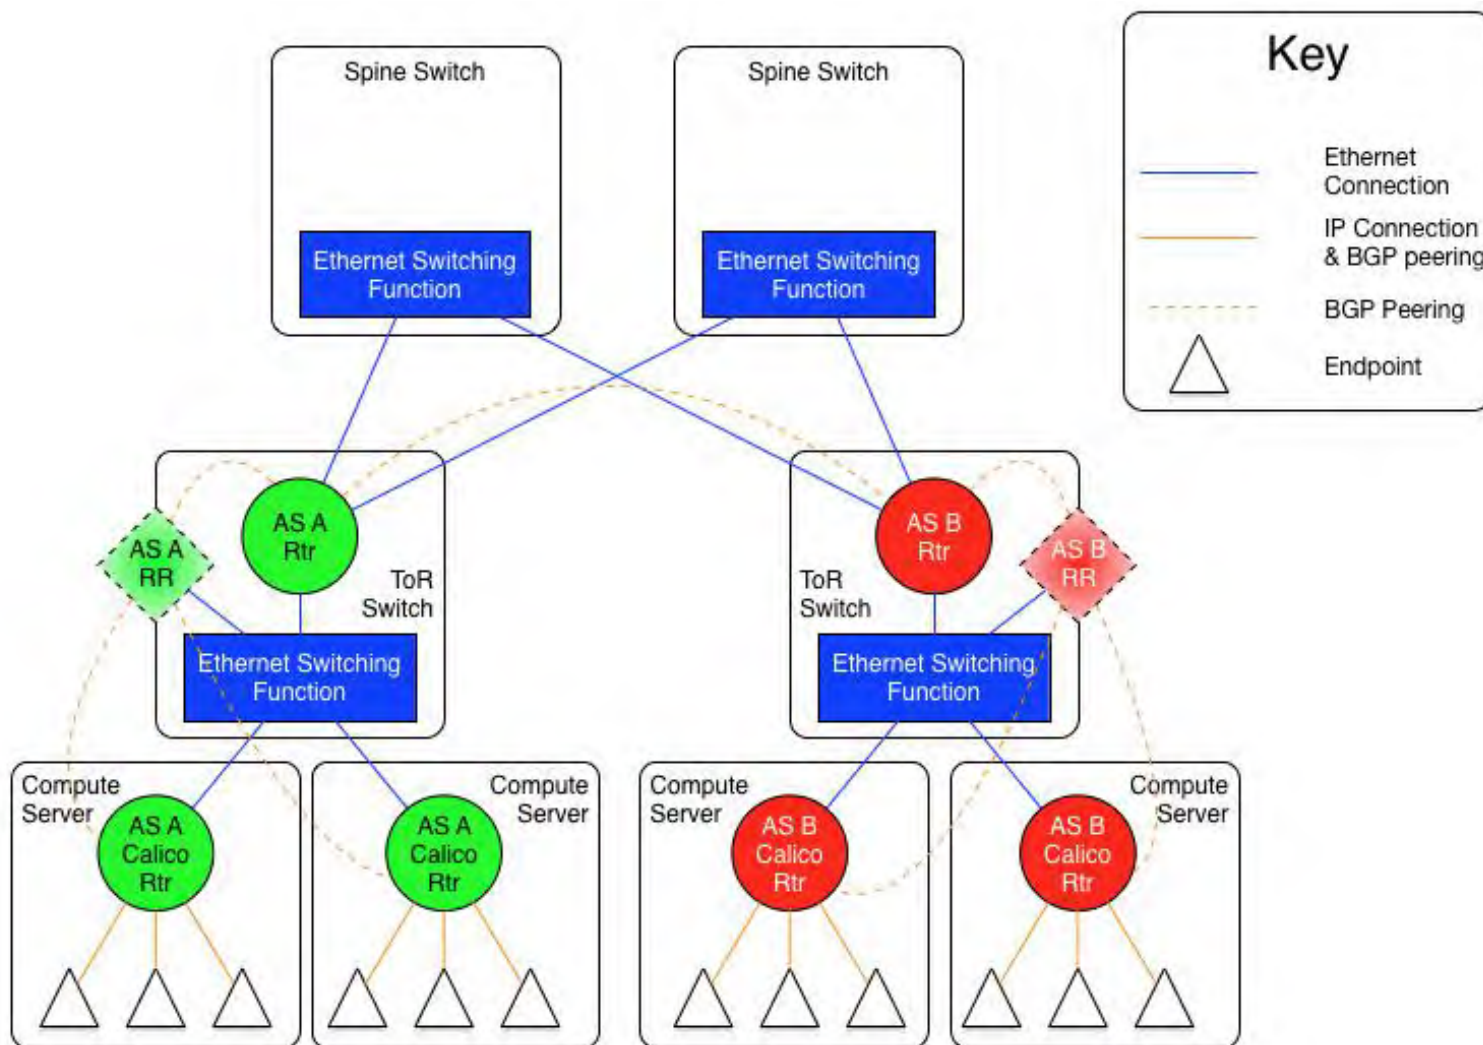 Spine Switch
Spine Switch
Key
Ethernet
Connection
IP Connection
& BGP peering
BGP Peering
Endpoint
Ethernet Switching
Function
Ethernet Switching
Function
AS A
Rtr
AS A
RR
ToR
Switch
Ethernet Switching
Function
AS B
Rtr
AS B
RR
ToR
Switch
Ethernet Switching
Function
Compute
Server
AS A
Calico
Rtr
Compute
Server
AS A
Calico
Rtr
Compute
Server
AS B
Calico
Rtr
Compute
Server
AS B
Calico
Rtr